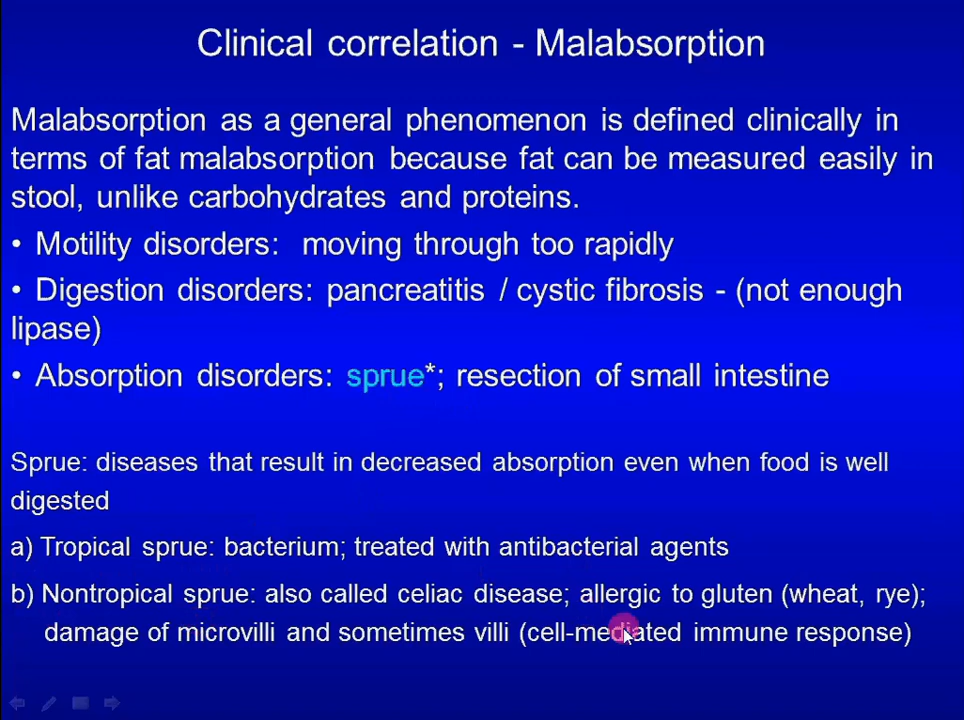 Clinical correlation - Malabsorption
Malabsorption as a general phenomenon is defined clinically in
terms of fat malabsorption because fat can be measured easily in
stool, unlike carbohydrates and proteins.
• Motility disorders: moving through too rapidly
• Digestion disorders: pancreatitis / cystic fibrosis - (not enough
lipase)
• Absorption disorders: sprue*; resection of small intestine
Sprue: diseases that result in decreased absorption even when food is well
digested
a) Tropical sprue: bacterium; treated with antibacterial agents
b) Nontropical sprue: also called celiac disease; allergic to gluten (wheat, rye);
damage of microvilli and sometimes villi (cell-mediated immune response)